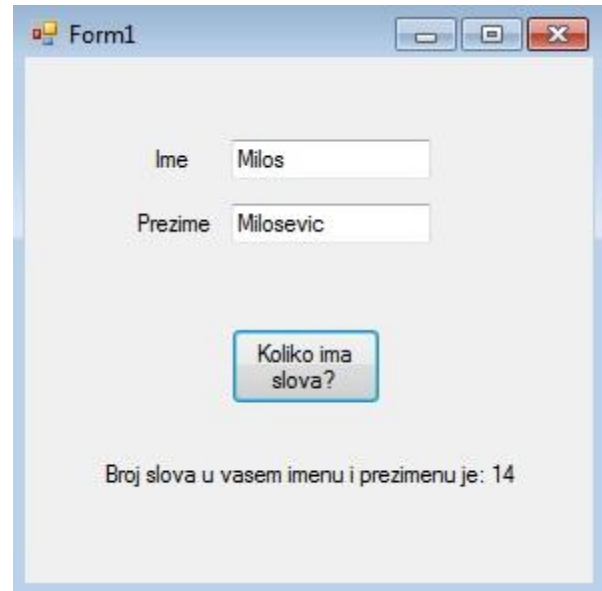 Form1
Ime Milos
Prezime Milosevic
Koliko ima
slova?
Broj slova u vasem imenu i prezimenu je: 14